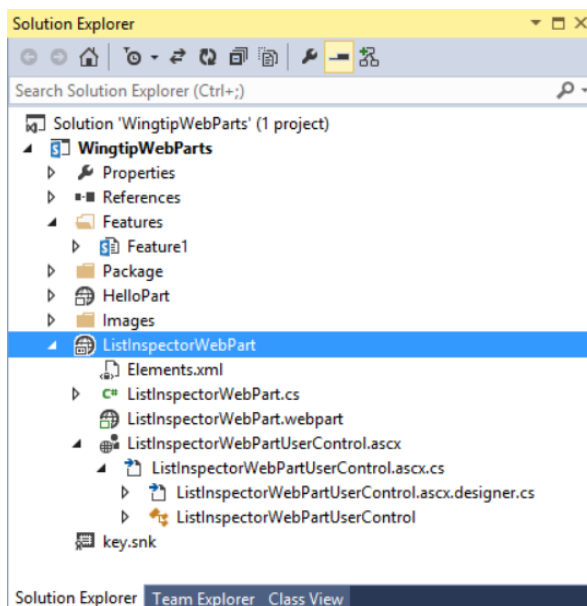 Solution Explorer
Search Solution Explorer (Ctrl+;)
Solution 'WingtipWebParts' (1 project)
WingtipWebParts
Properties
References
Features
Feature1
Package
HelloPart
Images
ListInspectorWebPart
Elements.xml
C# ListInspectorWebPart.cs
ListInspectorWebPart.webpart
ListInspectorWebPartUserControl.ascx
ListInspectorWebPartUserControl.ascx.cs
ListInspectorWebPartUserControl.ascx.designer.cs
ListInspectorWebPartUserControl
key.snk
Solution Explorer Team Explorer Class View